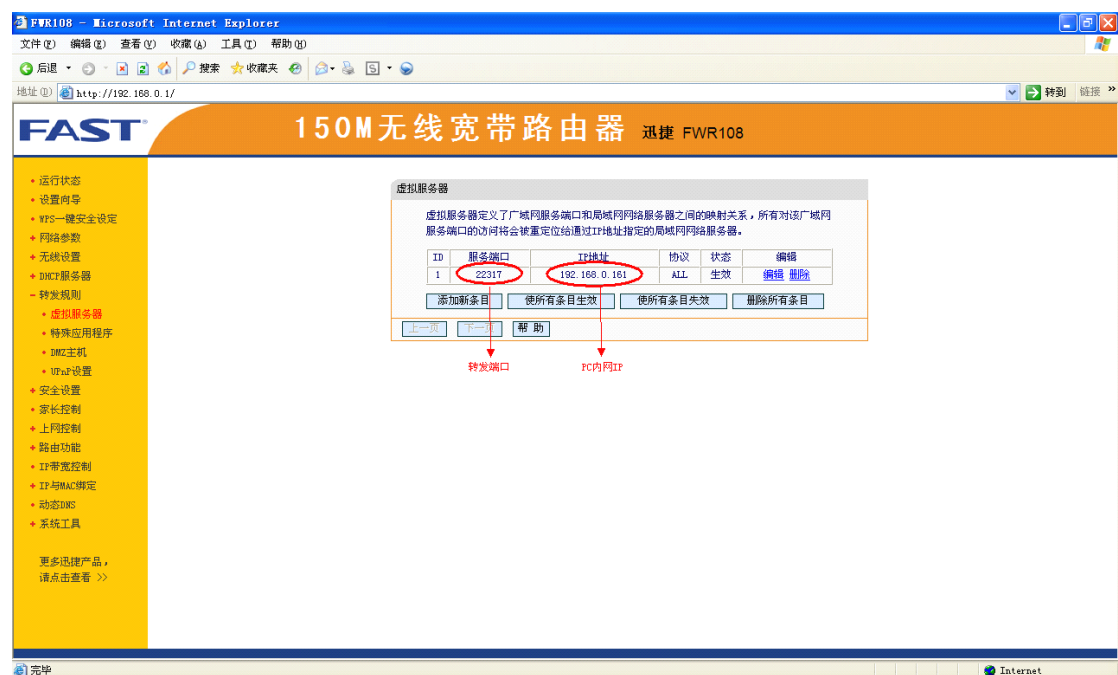 FWR108 - Microsoft Internet Explorer
文件(F) 编辑(E) 查看(V) 收藏(A) 工具(T) 帮助(H)
后退 搜索 收藏夹
地址(D) http://192.168.0.1/ 转到 链接 »
FAST 150M无线宽带路由器 迅捷 FWR108
运行状态
设置向导
WPS一键安全设定
+ 网络参数
+ 无线设置
+ DHCP服务器
- 转发规则
虚拟服务器
特殊应用程序
DMZ主机
UPnP设置
+ 安全设置
家长控制
+ 上网控制
+ 路由功能
IP带宽控制
+ IP与MAC绑定
动态DNS
+ 系统工具
更多迅捷产品,
请点击查看 >>
虚拟服务器
虚拟服务器定义了广域网服务端口和局域网网络服务器之间的映射关系,所有对该广域网
服务端口的访问将会被重定位给通过IP地址指定的局域网网络服务器。
ID 服务端口 IP地址 协议 状态 编辑
1 22317 192.168.0.161 ALL 生效 编辑 删除
添加新条目 使所有条目生效 使所有条目失效 删除所有条目
上一页 下一页 帮 助
转发端口 PC内网IP
完毕 Internet